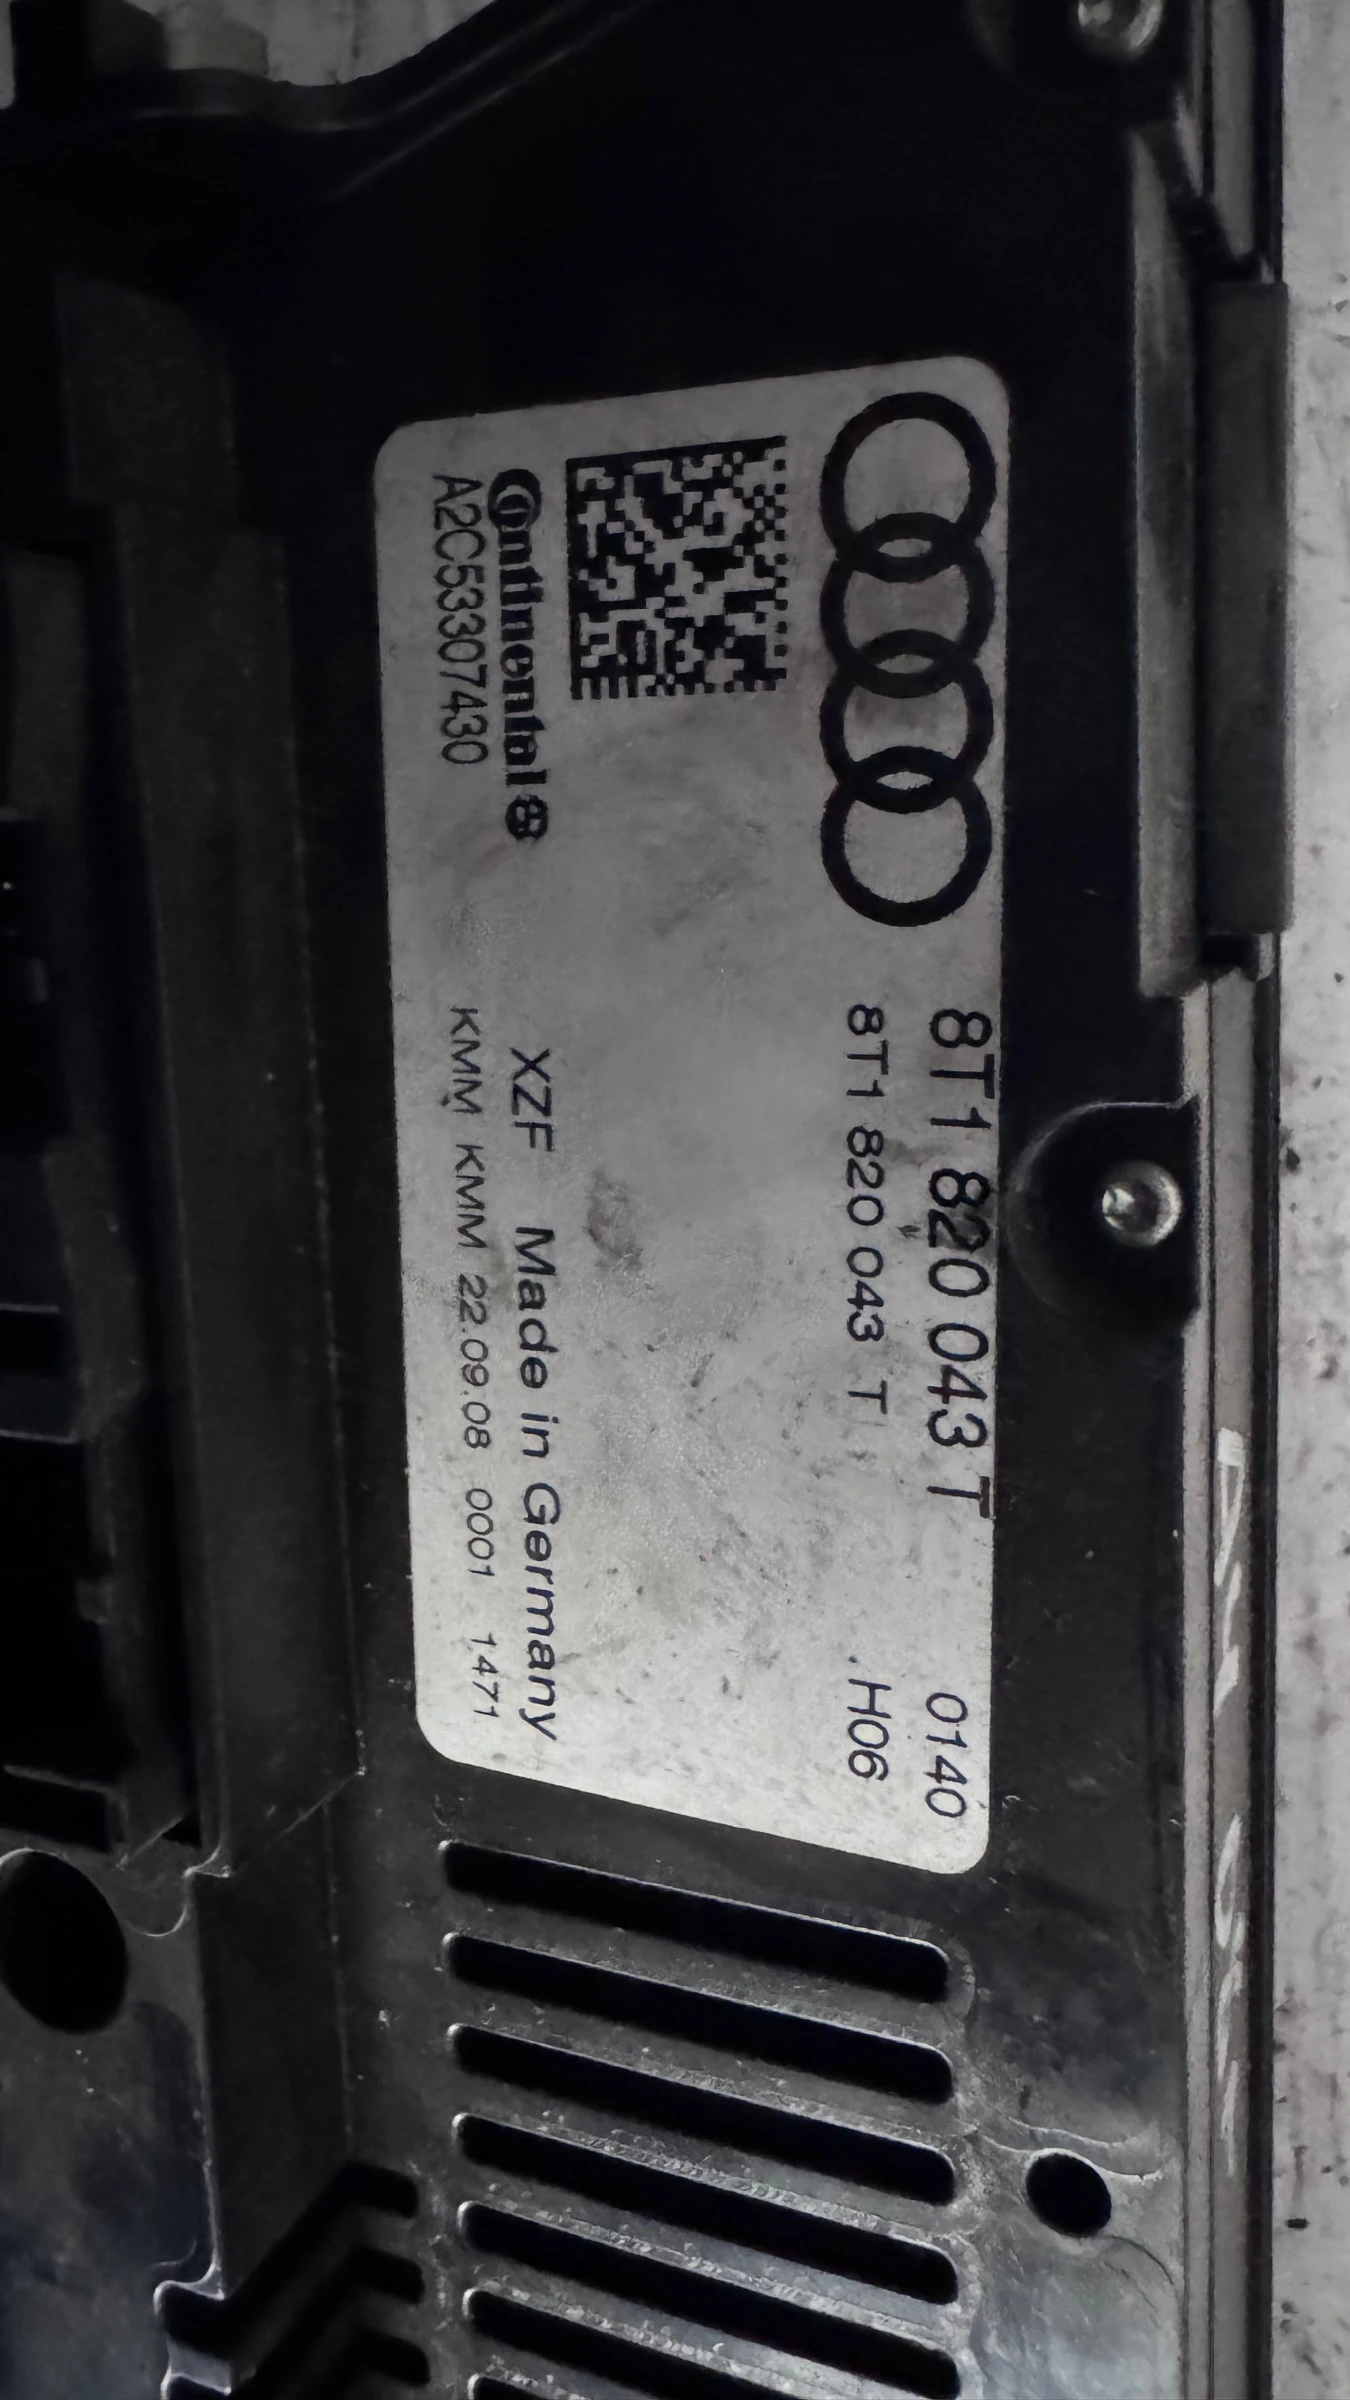 8T1 820 043 T 0140
8T1 820 043 T .H06
Continental
A2C53307430
XZF Made in Germany
KMM KMM 22.09.08 0001 1471